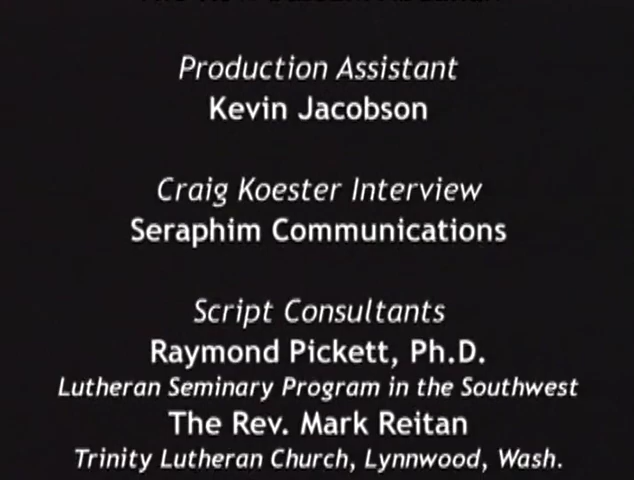 Production Assistant
Kevin Jacobson
Craig Koester Interview
Seraphim Communications
Script Consultants
Raymond Pickett, Ph.D.
Lutheran Seminary Program in the Southwest
The Rev. Mark Reitan
Trinity Lutheran Church, Lynnwood, Wash.